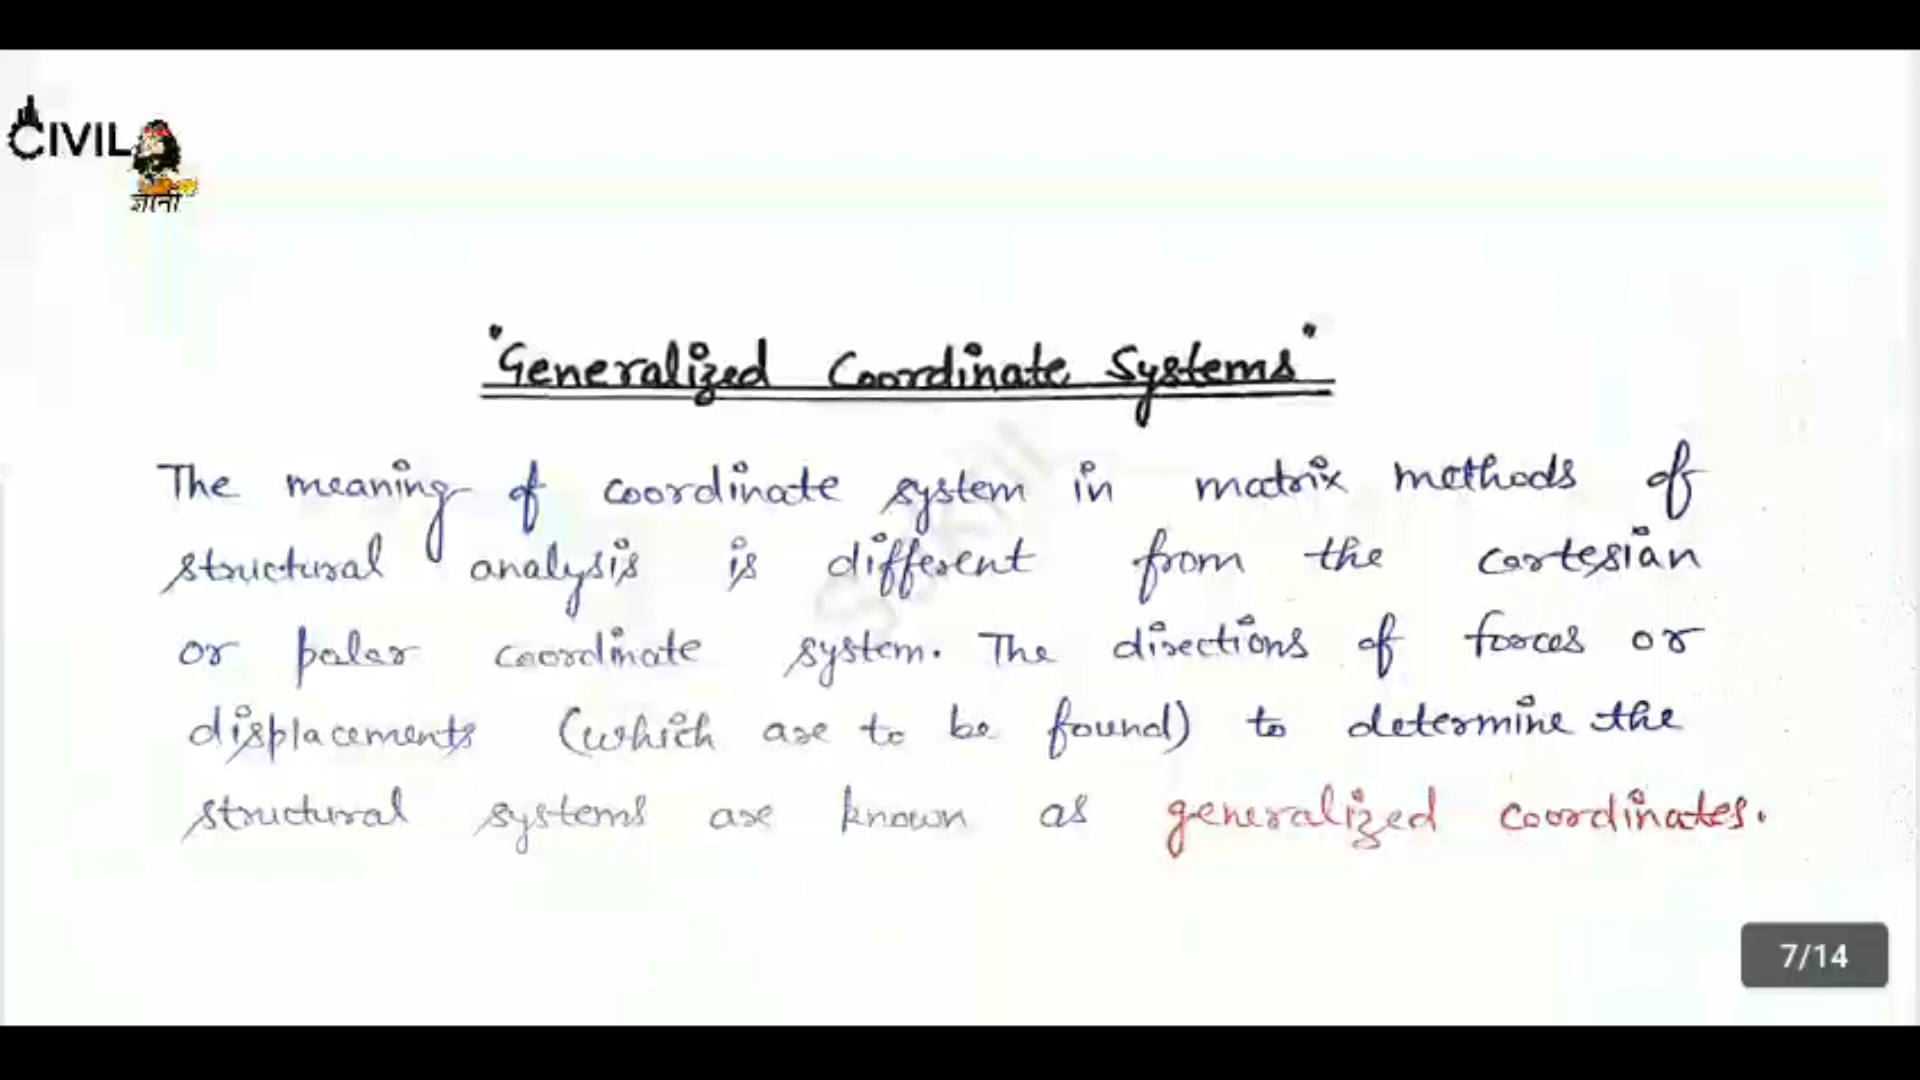 CIVIL
ज्ञानी
"Generalized Coordinate Systems"
The meaning of coordinate system in matrix methods of
structural analysis is different from the cartesian
or polar coordinate system. The directions of forces or
displacements (which are to be found) to determine the
structural systems are known as generalized coordinates.
7/14